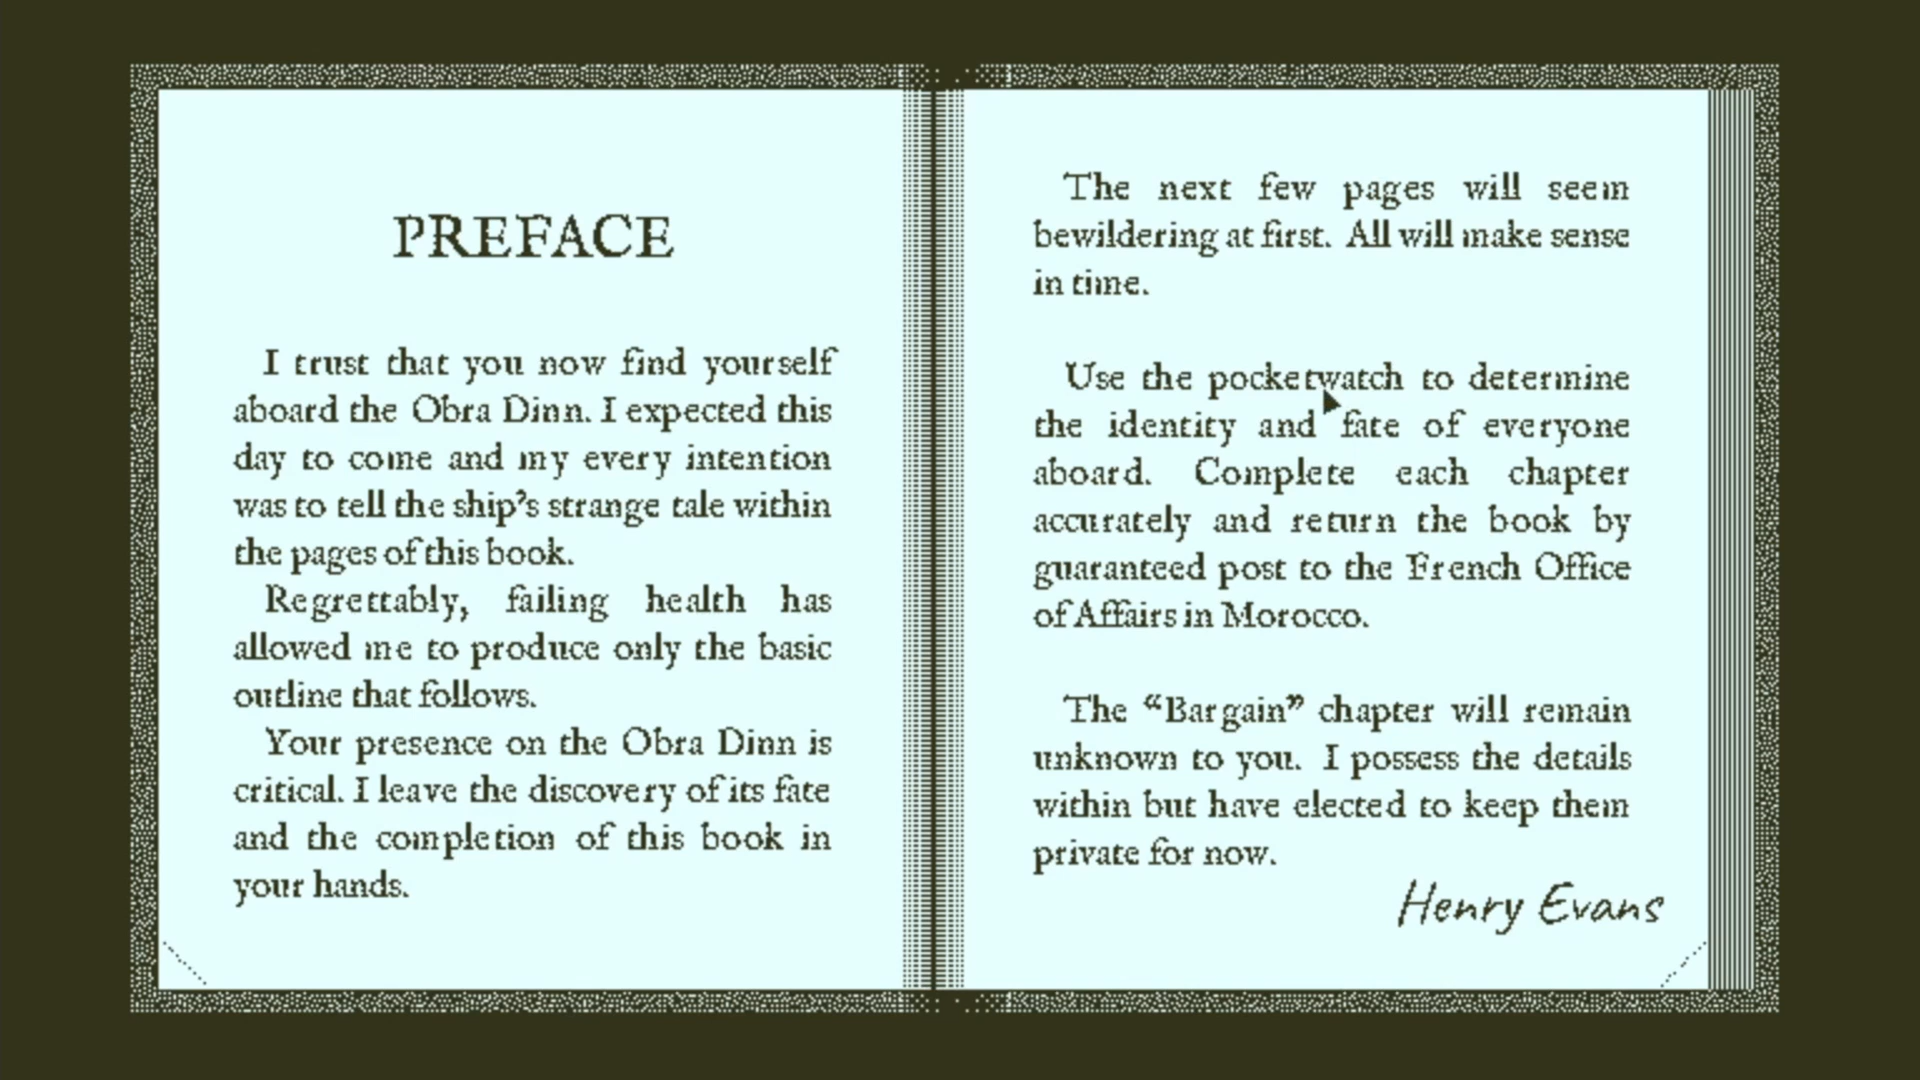 PREFACE
I trust that you now find yourself
aboard the Obra Dinn. I expected this
day to come and my every intention
was to tell the ship's strange tale within
the pages of this book.
Regrettably, failing health has
allowed me to produce only the basic
outline that follows.
Your presence on the Obra Dinn is
critical. I leave the discovery of its fate
and the completion of this book in
your hands.
The next few pages will seem
bewildering at first. All will make sense
in time.
Use the pocketwatch to determine
the identity and fate of everyone
aboard. Complete each chapter
accurately and return the book by
guaranteed post to the French Office
of Affairs in Morocco.
The “Bargain” chapter will remain
unknown to you. I possess the details
within but have elected to keep them
private for now.
Henry Evans